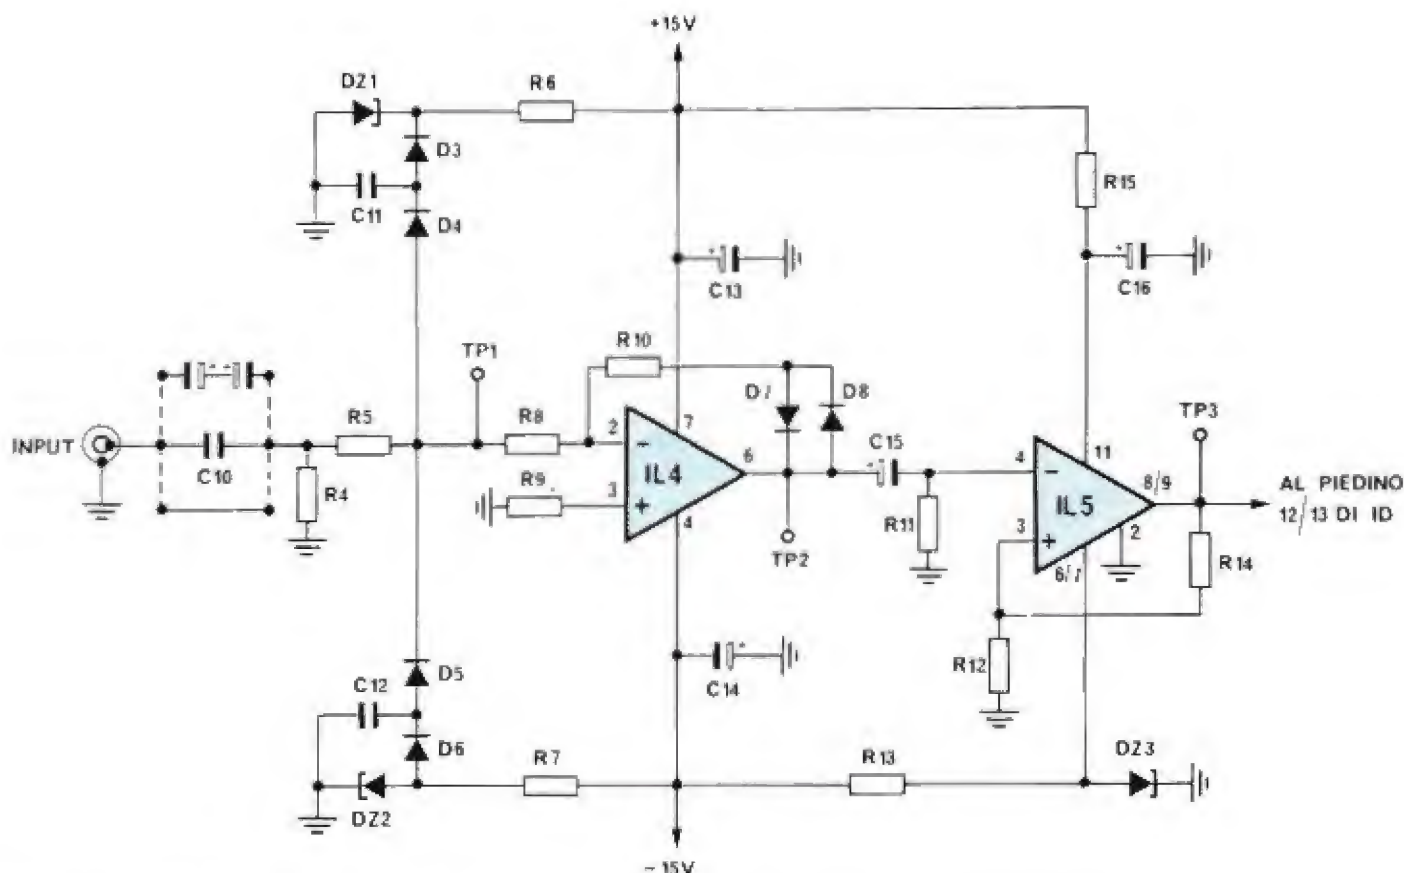 +15V
DZ1
R6
D3
C11
D4
R15
C13
C16
R10
TP1
D7
D8
TP3
INPUT
C10
R5
R8
2
7
IL4
6
C15
4
11
8/9
AL PIEDINO
12/13 DI ID
R4
R9
3
4
TP2
R11
IL5
3
2
6/7
R14
R12
C12
D5
C14
D6
R7
R13
DZ3
DZ2
-15V